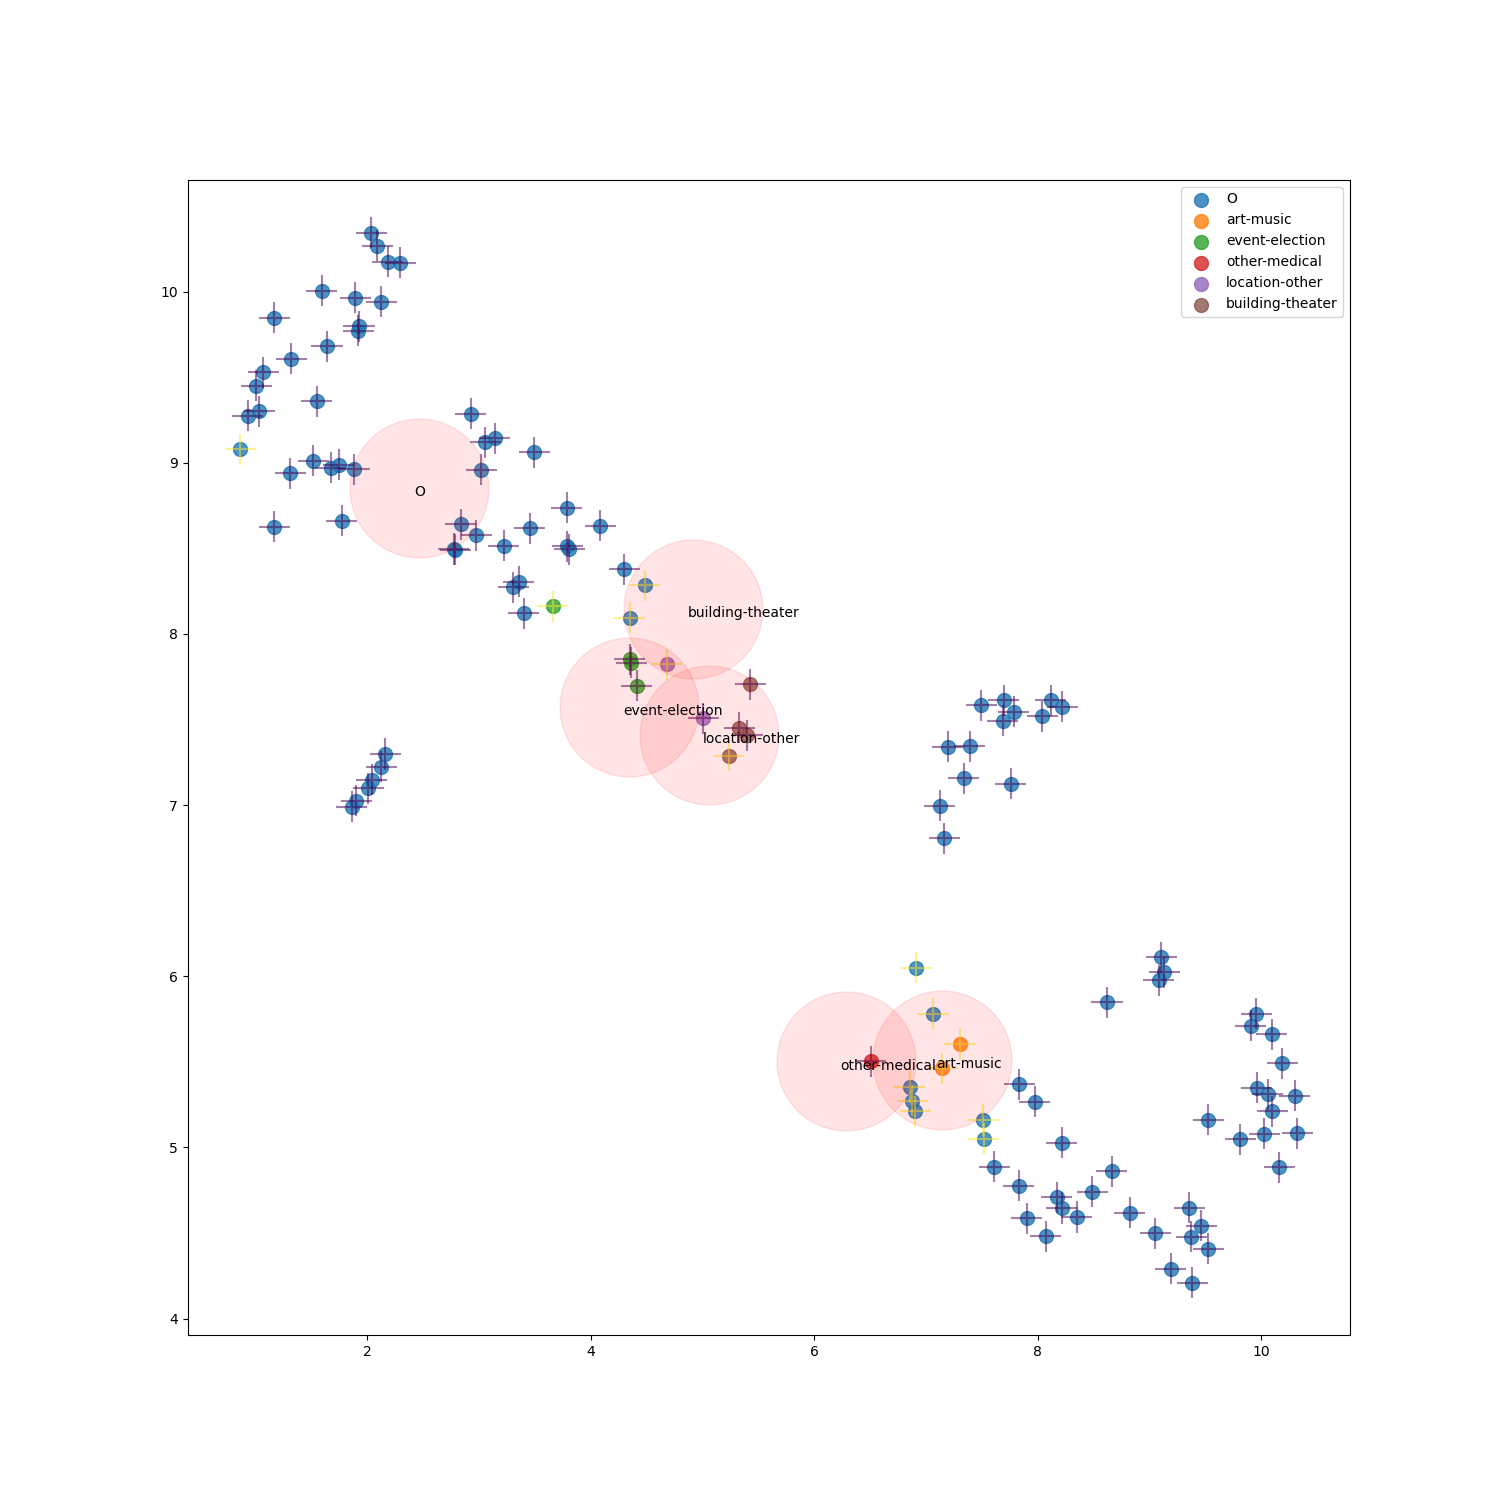 O
art-music
event-election
other-medical
location-other
building-theater
10
9
O
building-theater
8
event-election
location-other
7
6
other-medical
art-music
5
4
2
4
6
8
10